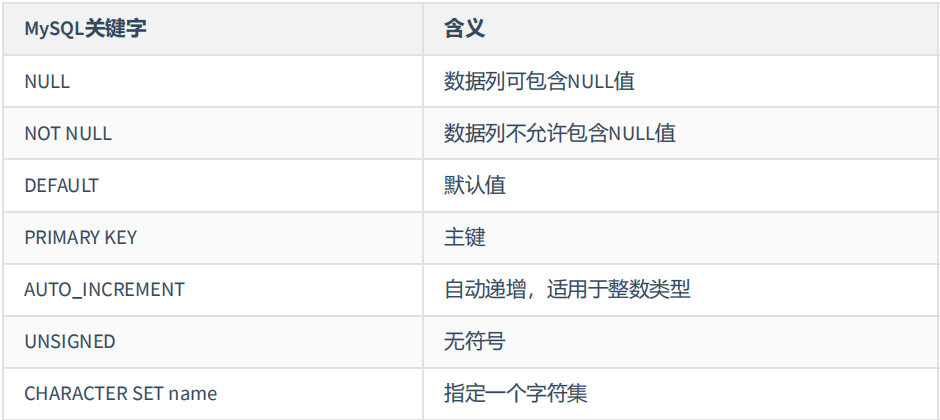 MySQL关键字 含义
NULL 数据列可包含NULL值
NOT NULL 数据列不允许包含NULL值
DEFAULT 默认值
PRIMARY KEY 主键
AUTO_INCREMENT 自动递增，适用于整数类型
UNSIGNED 无符号
CHARACTER SET name 指定一个字符集